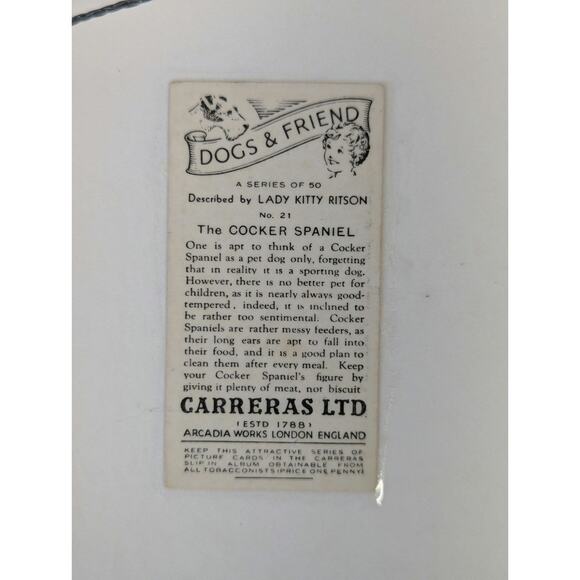 DOGS & FRIEND
A SERIES OF 50
Described by LADY KITTY RITSON
No. 21
The COCKER SPANIEL
One is apt to think of a Cocker
Spaniel as a pet dog only, forgetting
that in reality it is a sporting dog.
However, there is no better pet for
children, as it is nearly always good-
tempered, indeed, it is inclined to
be rather too sentimental. Cocker
Spaniels are rather messy feeders, as
their long ears are apt to fall into
their food, and it is a good plan to
clean them after every meal. Keep
your Cocker Spaniel's figure by
giving it plenty of meat, not biscuit
CARRERAS LTD
(ESTD 1788)
ARCADIA WORKS LONDON ENGLAND
KEEP THIS ATTRACTIVE SERIES OF
PICTURE CARDS IN THE CARRERAS
SLIP-IN ALBUM OBTAINABLE FROM
ALL TOBACCONISTS (PRICE ONE PENNY)